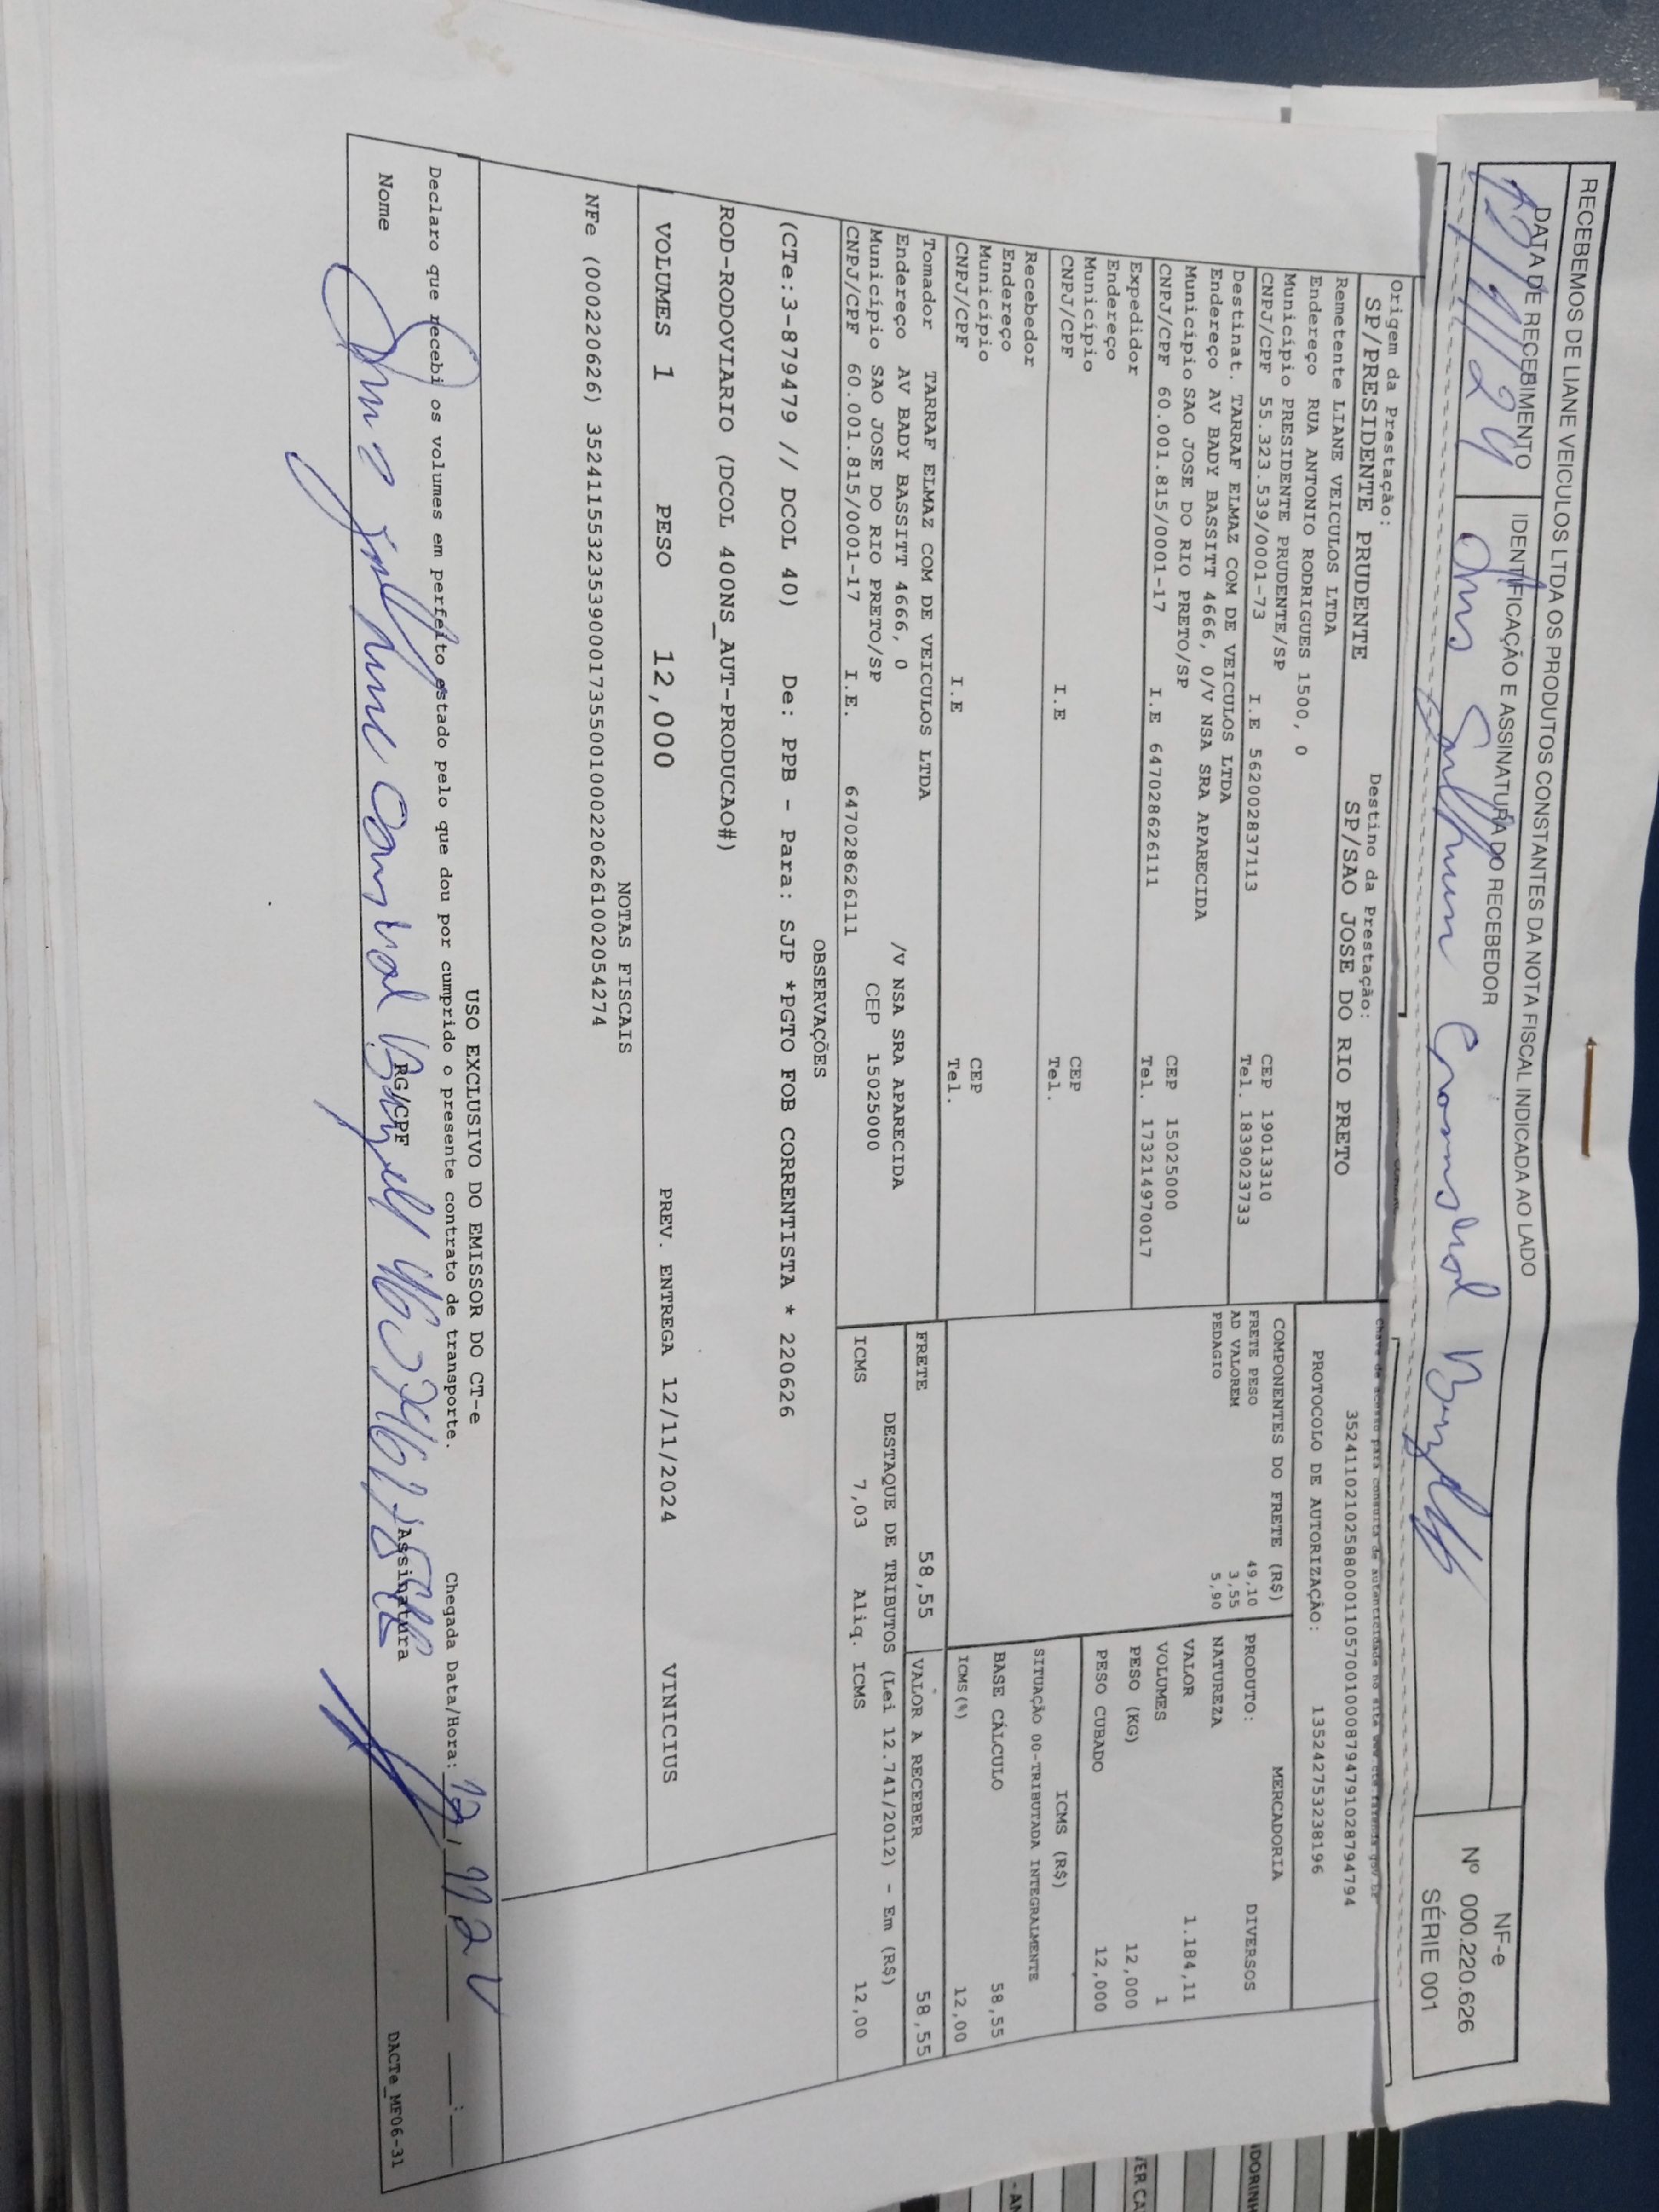 RECEBEMOS DE LIANE VEICULOS LTDA OS PRODUTOS CONSTANTES DA NOTA FISCAL INDICADA AO LADO
DATA DE RECEBIMENTO
IDENTIFICAÇÃO E ASSINATURA DO RECEBEDOR
NF-e
Nº 000.220.626
SÉRIE 001
Origem da Prestação:
SP/PRESIDENTE PRUDENTE
Destino da Prestação:
SP/SAO JOSE DO RIO PRETO
Chave de acesso para consulta de autenticidade no site
35241102102588000110570010008794791028794794
PROTOCOLO DE AUTORIZAÇÃO: 135242753238196
Remetente LIANE VEICULOS LTDA
Endereço RUA ANTONIO RODRIGUES 1500, 0
Município PRESIDENTE PRUDENTE/SP CEP 19013310
CNPJ/CPF 55.323.539/0001-73 I.E 562002837113 Tel. 1839023733
Destinat. TARRAF ELMAZ COM DE VEICULOS LTDA
Endereço AV BADY BASSITT 4666, 0/V NSA SRA APARECIDA
Município SAO JOSE DO RIO PRETO/SP CEP 15025000
CNPJ/CPF 60.001.815/0001-17 I.E 647028626111 Tel. 173214970017
Expedidor
Endereço
Município CEP
CNPJ/CPF I.E Tel.
Recebedor
Endereço
Município CEP
CNPJ/CPF I.E Tel.
Tomador TARRAF ELMAZ COM DE VEICULOS LTDA
Endereço AV BADY BASSITT 4666, 0 /V NSA SRA APARECIDA
Município SAO JOSE DO RIO PRETO/SP CEP 15025000
CNPJ/CPF 60.001.815/0001-17 I.E. 647028626111
COMPONENTES DO FRETE (R$)
FRETE PESO 49,10
AD VALOREM 3,55
PEDAGIO 5,90
MERCADORIA
PRODUTO: DIVERSOS
NATUREZA
VALOR 1.184,11
VOLUMES 1
PESO (KG) 12,000
PESO CUBADO 12,000
ICMS (R$)
SITUAÇÃO 00-TRIBUTADA INTEGRALMENTE
BASE CÁLCULO 58,55
ICMS(%) 12,00
FRETE 58,55
VALOR A RECEBER 58,55
DESTAQUE DE TRIBUTOS (Lei 12.741/2012) - Em (R$)
ICMS 7,03 Aliq. ICMS 12,00
OBSERVAÇÕES
(CTe:3-879479 // DCOL 40) De: PPB - Para: SJP *PGTO FOB CORRENTISTA * 220626
ROD-RODOVIARIO (DCOL 400NS_AUT-PRODUCAO#)
VOLUMES 1 PESO 12,000 PREV. ENTREGA 12/11/2024 VINICIUS
NOTAS FISCAIS
NFe (000220626) 35241155323539000173550010002206261002054274
USO EXCLUSIVO DO EMISSOR DO CT-e
Declaro que recebi os volumes em perfeito estado pelo que dou por cumprido o presente contrato de transporte.
Chegada Data/Hora:
Nome
RG/CPF
Assinatura
DACTe_MF06-31